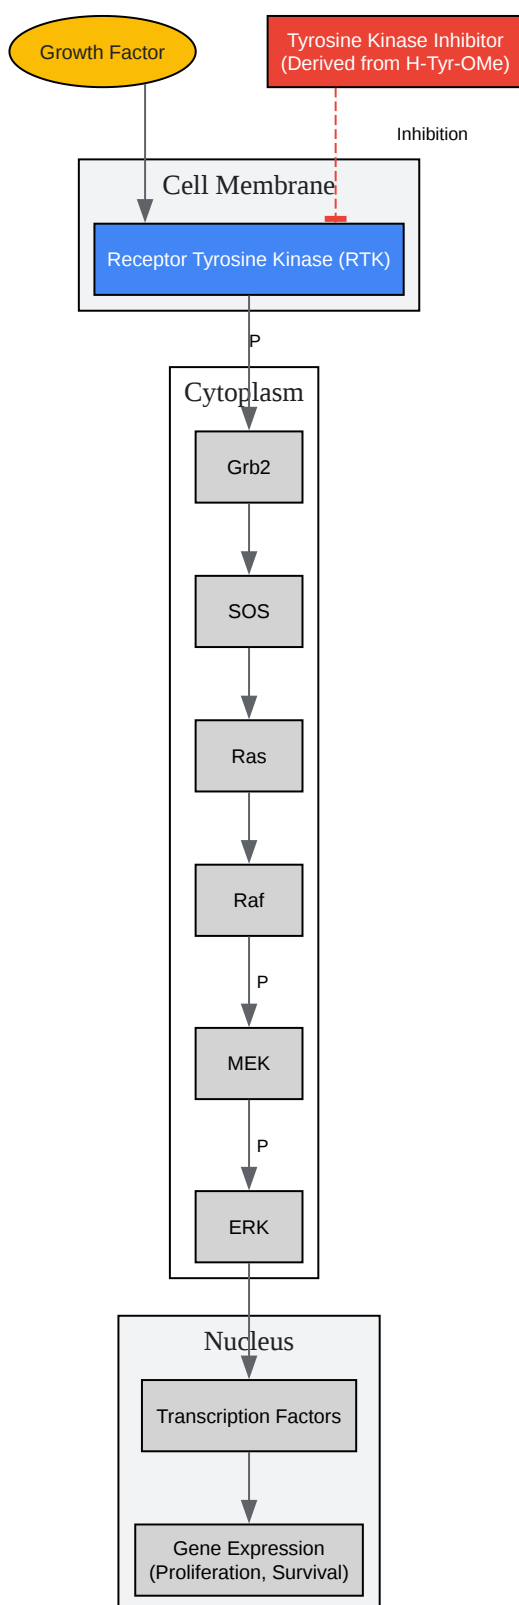 Growth Factor
Tyrosine Kinase Inhibitor
(Derived from H-Tyr-OMe)
Inhibition
Cell Membrane
Receptor Tyrosine Kinase (RTK)
P
Cytoplasm
Grb2
SOS
Ras
Raf
P
MEK
P
ERK
Nucleus
Transcription Factors
Gene Expression
(Proliferation, Survival)